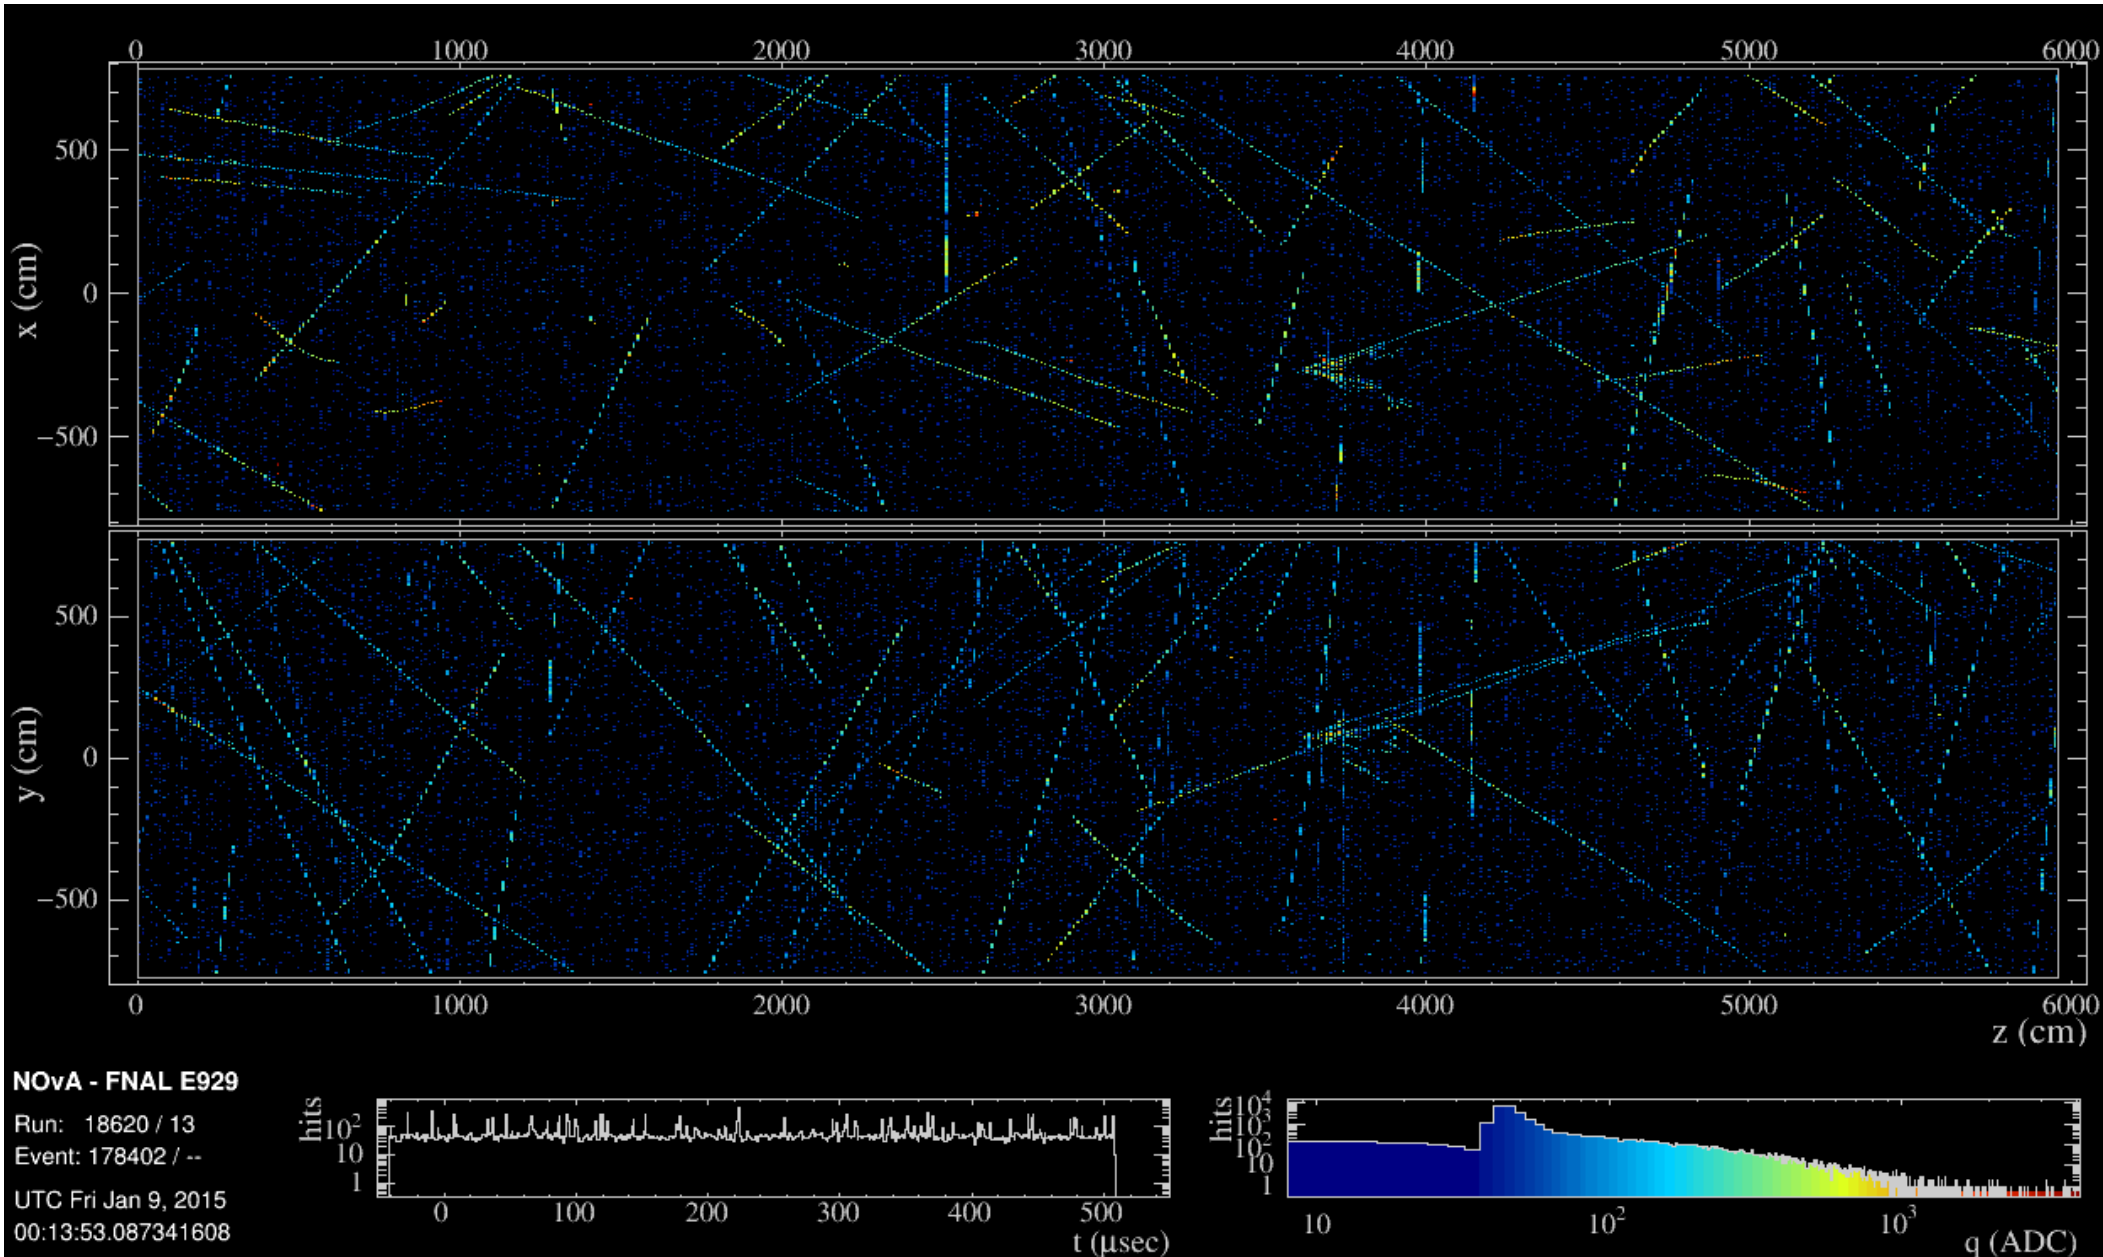 0 1000 2000 3000 4000 5000 6000
500
0
−500
x (cm)
500
0
−500
y (cm)
0 1000 2000 3000 4000 5000 6000
z (cm)
NOvA - FNAL E929
Run: 18620 / 13
Event: 178402 / --
UTC Fri Jan 9, 2015
00:13:53.087341608
hits
10²
10
1
0 100 200 300 400 500
t (μsec)
hits
10⁴
10³
10²
10
1
10 10² 10³
q (ADC)